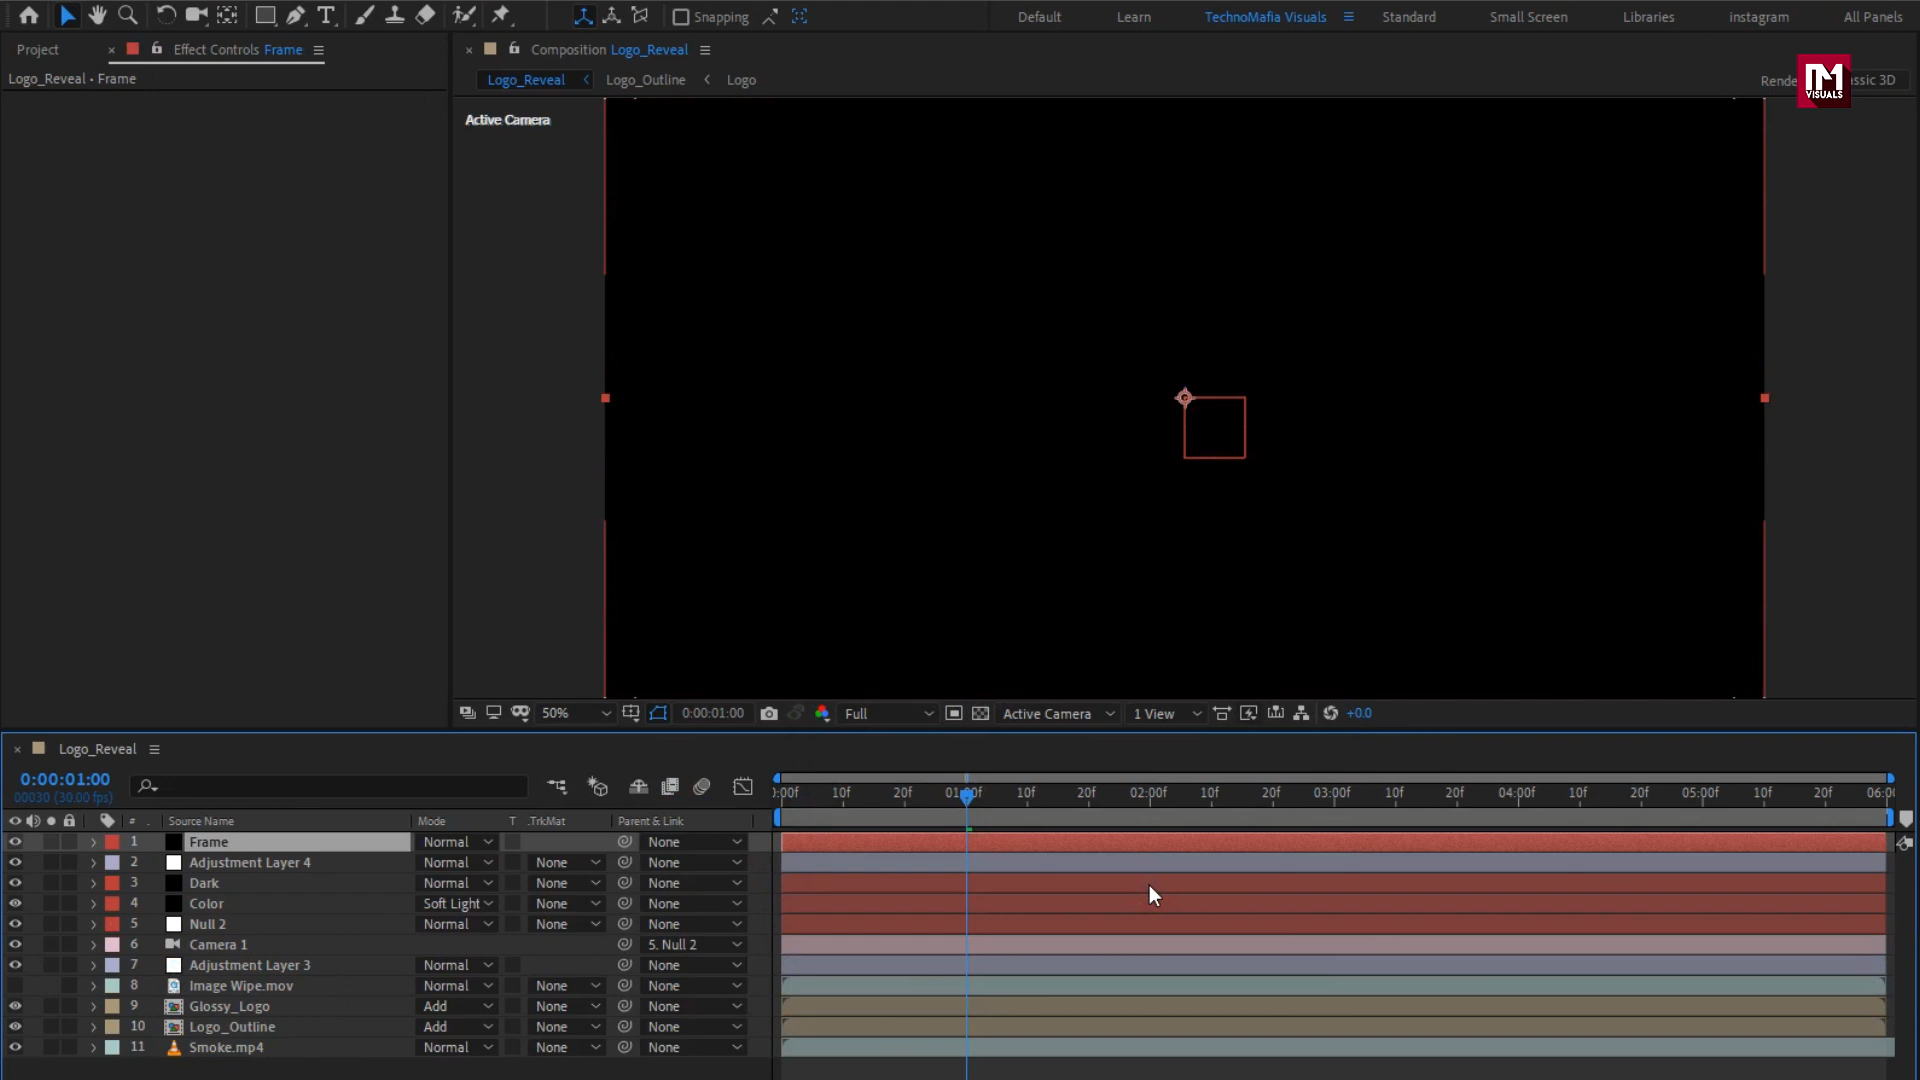 Snapping
Default
Learn
TechnoMafia Visuals
Standard
Small Screen
Libraries
instagram
All Panels
Project
Effect Controls Frame
Composition Logo_Reveal
Logo_Reveal • Frame
Logo_Reveal
Logo_Outline
Logo
VISUALS
Active Camera
50%
0:00:01:00
Full
Active Camera
1 View
+0.0
Logo_Reveal
0:00:01:00
00030 (30.00 fps)
):00f 10f 20f 01:00f 10f 20f 02:00f 10f 20f 03:00f 10f 20f 04:00f 10f 20f 05:00f 10f 20f 06:00
# Source Name Mode T .TrkMat Parent & Link
1 Frame Normal None
2 Adjustment Layer 4 Normal None None
3 Dark Normal None None
4 Color Soft Light None None
5 Null 2 Normal None None
6 Camera 1 5. Null 2
7 Adjustment Layer 3 Normal None
8 Image Wipe.mov Normal None None
9 Glossy_Logo Add None None
10 Logo_Outline Add None None
11 Smoke.mp4 Normal None None